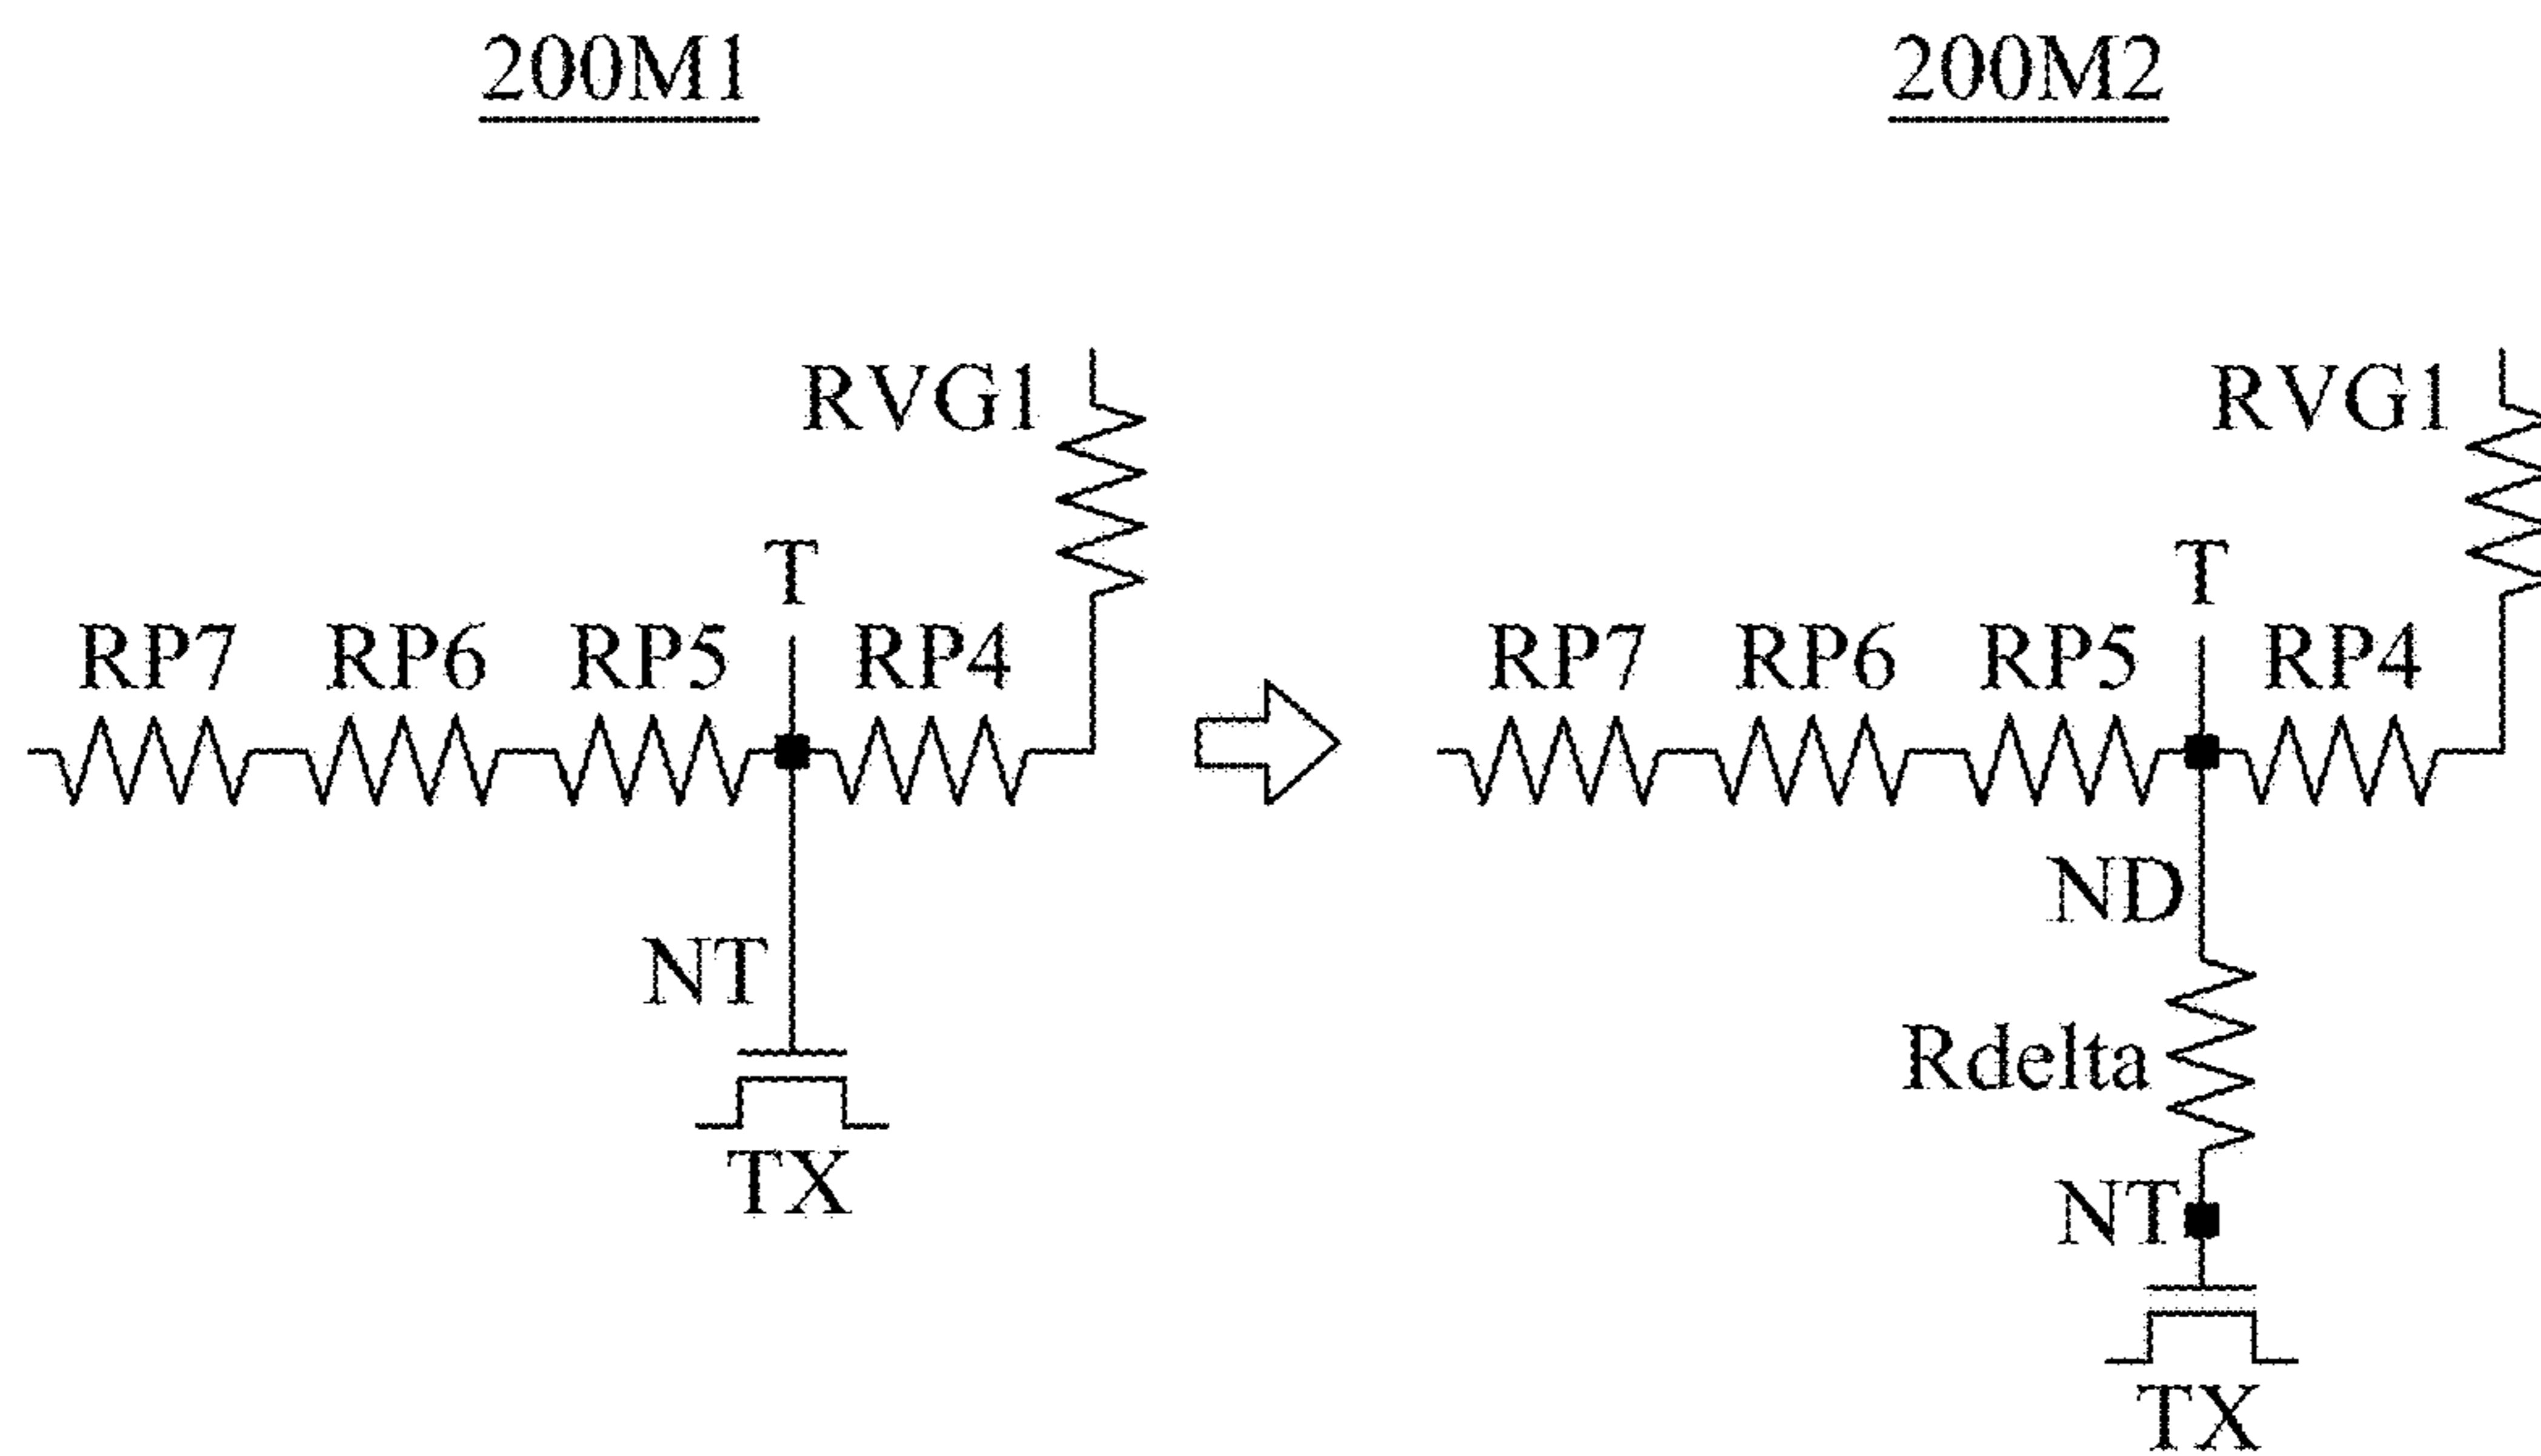 200M1 200M2
RVG1 RVG1
T T
RP7 RP6 RP5 RP4 RP7 RP6 RP5 RP4
ND
NT
Rdelta
TX
NT
TX